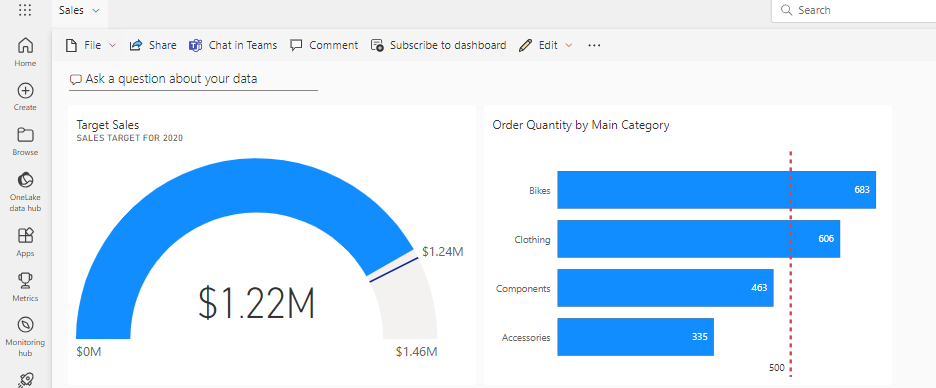 Sales
Search
File
Share
Chat in Teams
Comment
Subscribe to dashboard
Edit
Home
Create
Browse
OneLake
data hub
Apps
Metrics
Monitoring
hub
Ask a question about your data
Target Sales
SALES TARGET FOR 2020
$1.24M
$1.22M
$0M
$1.46M
Order Quantity by Main Category
Bikes 683
Clothing 606
Components 463
Accessories 335
500